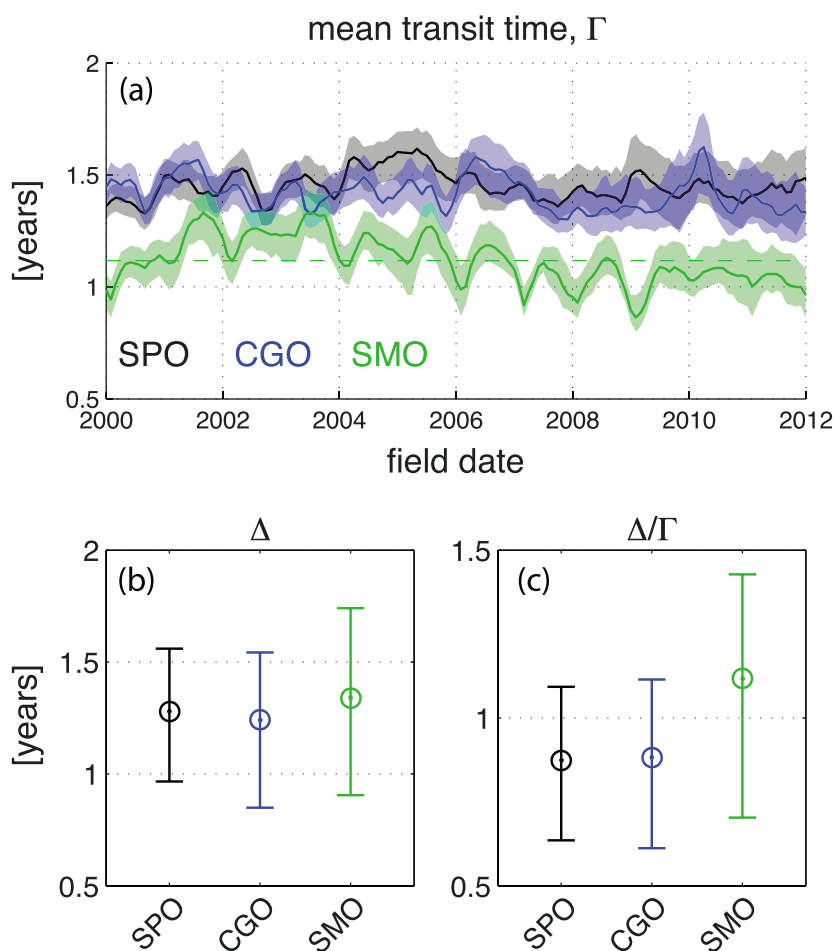 mean transit time, Γ
(a)
2
1.5
1
0.5
[years]
SPO CGO SMO
2000 2002 2004 2006 2008 2010 2012
field date
Δ
(b)
2
1.5
1
0.5
[years]
SPO CGO SMO
Δ/Γ
(c)
1.5
1
0.5
SPO CGO SMO